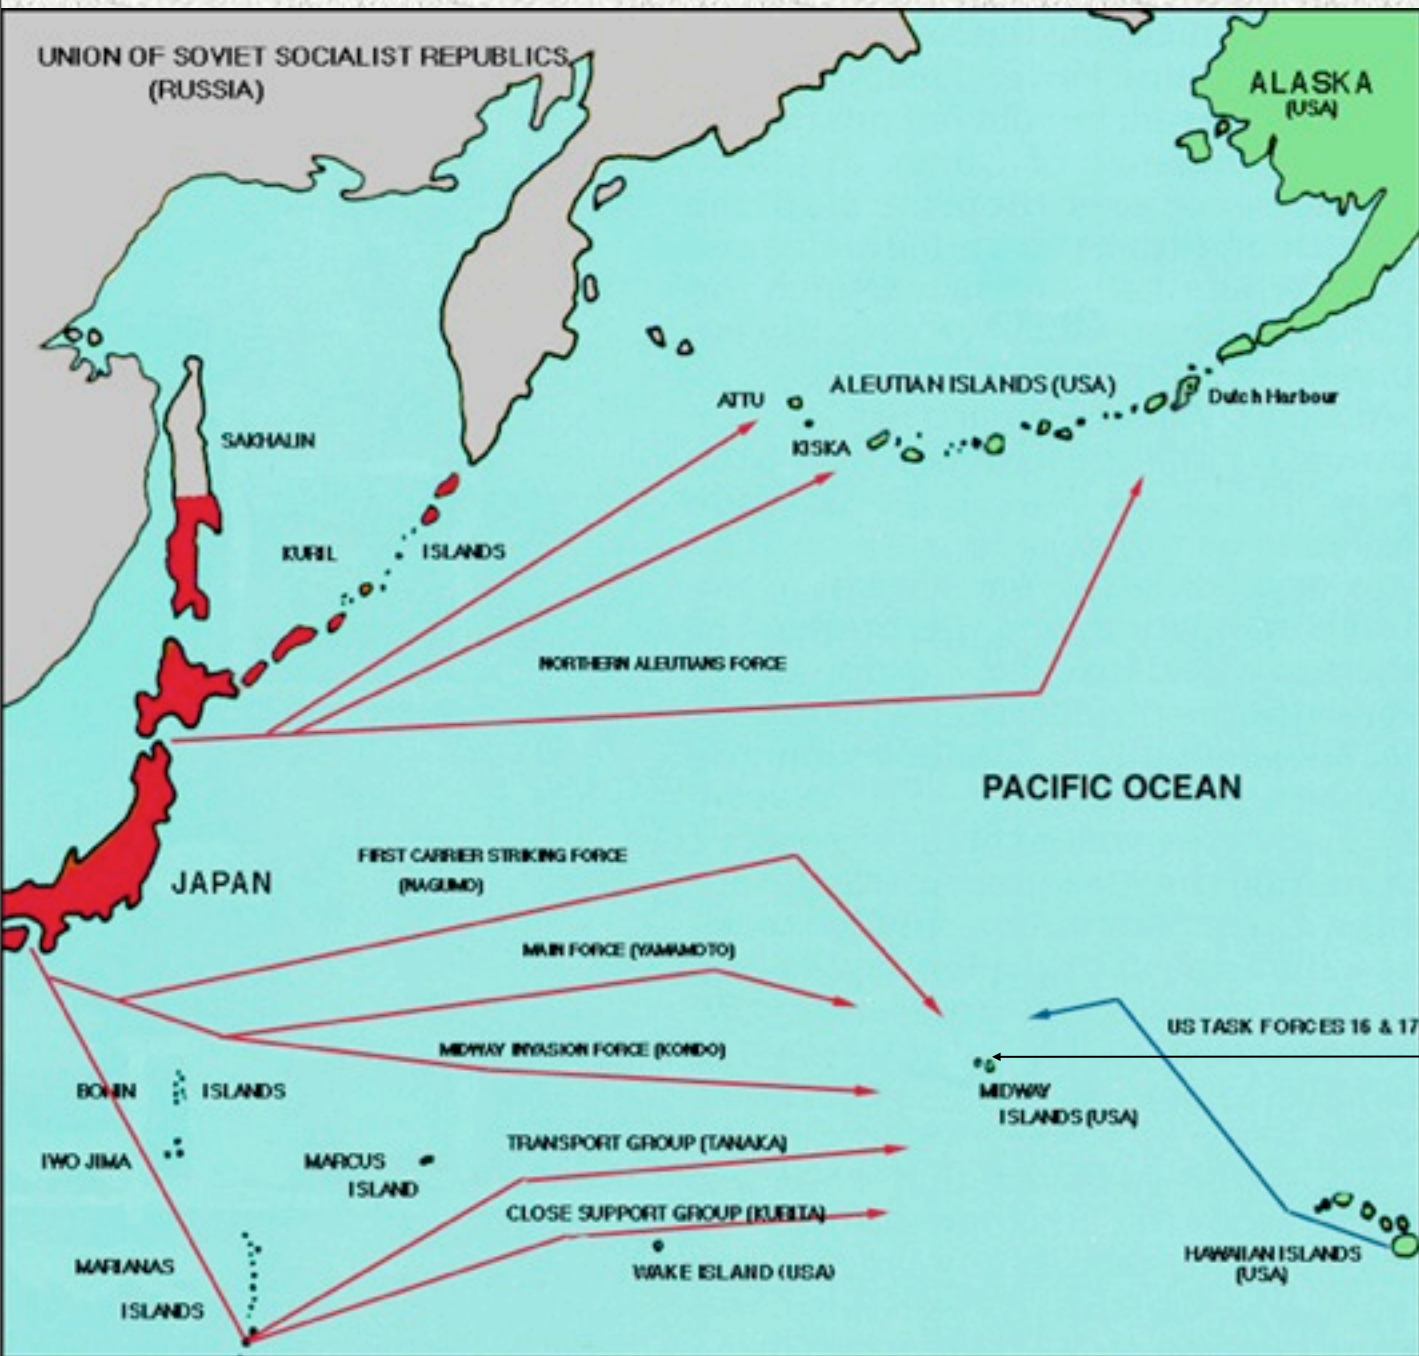 UNION OF SOVIET SOCIALIST REPUBLICS
(RUSSIA)
ALASKA
(USA)
ATTU
ALEUTIAN ISLANDS (USA)
Dutch Harbour
KISKA
SAKHALIN
KURIL ISLANDS
NORTHERN ALEUTIANS FORCE
PACIFIC OCEAN
FIRST CARRIER STRIKING FORCE
(NAGUMO)
JAPAN
MAIN FORCE (YAMAMOTO)
US TASK FORCES 16 & 17
MIDWAY INVASION FORCE (KONDO)
BONIN ISLANDS
MIDWAY
ISLANDS (USA)
TRANSPORT GROUP (TANAKA)
IWO JIMA
MARCUS
ISLAND
CLOSE SUPPORT GROUP (KURITA)
HAWAIIAN ISLANDS
(USA)
MARIANAS
ISLANDS
WAKE ISLAND (USA)